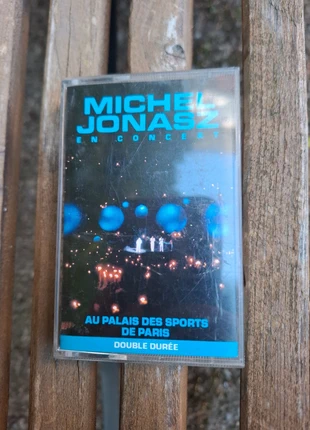 MICHEL
JONASZ
EN CONCERT
AU PALAIS DES SPORTS
DE PARIS
DOUBLE DURÉE